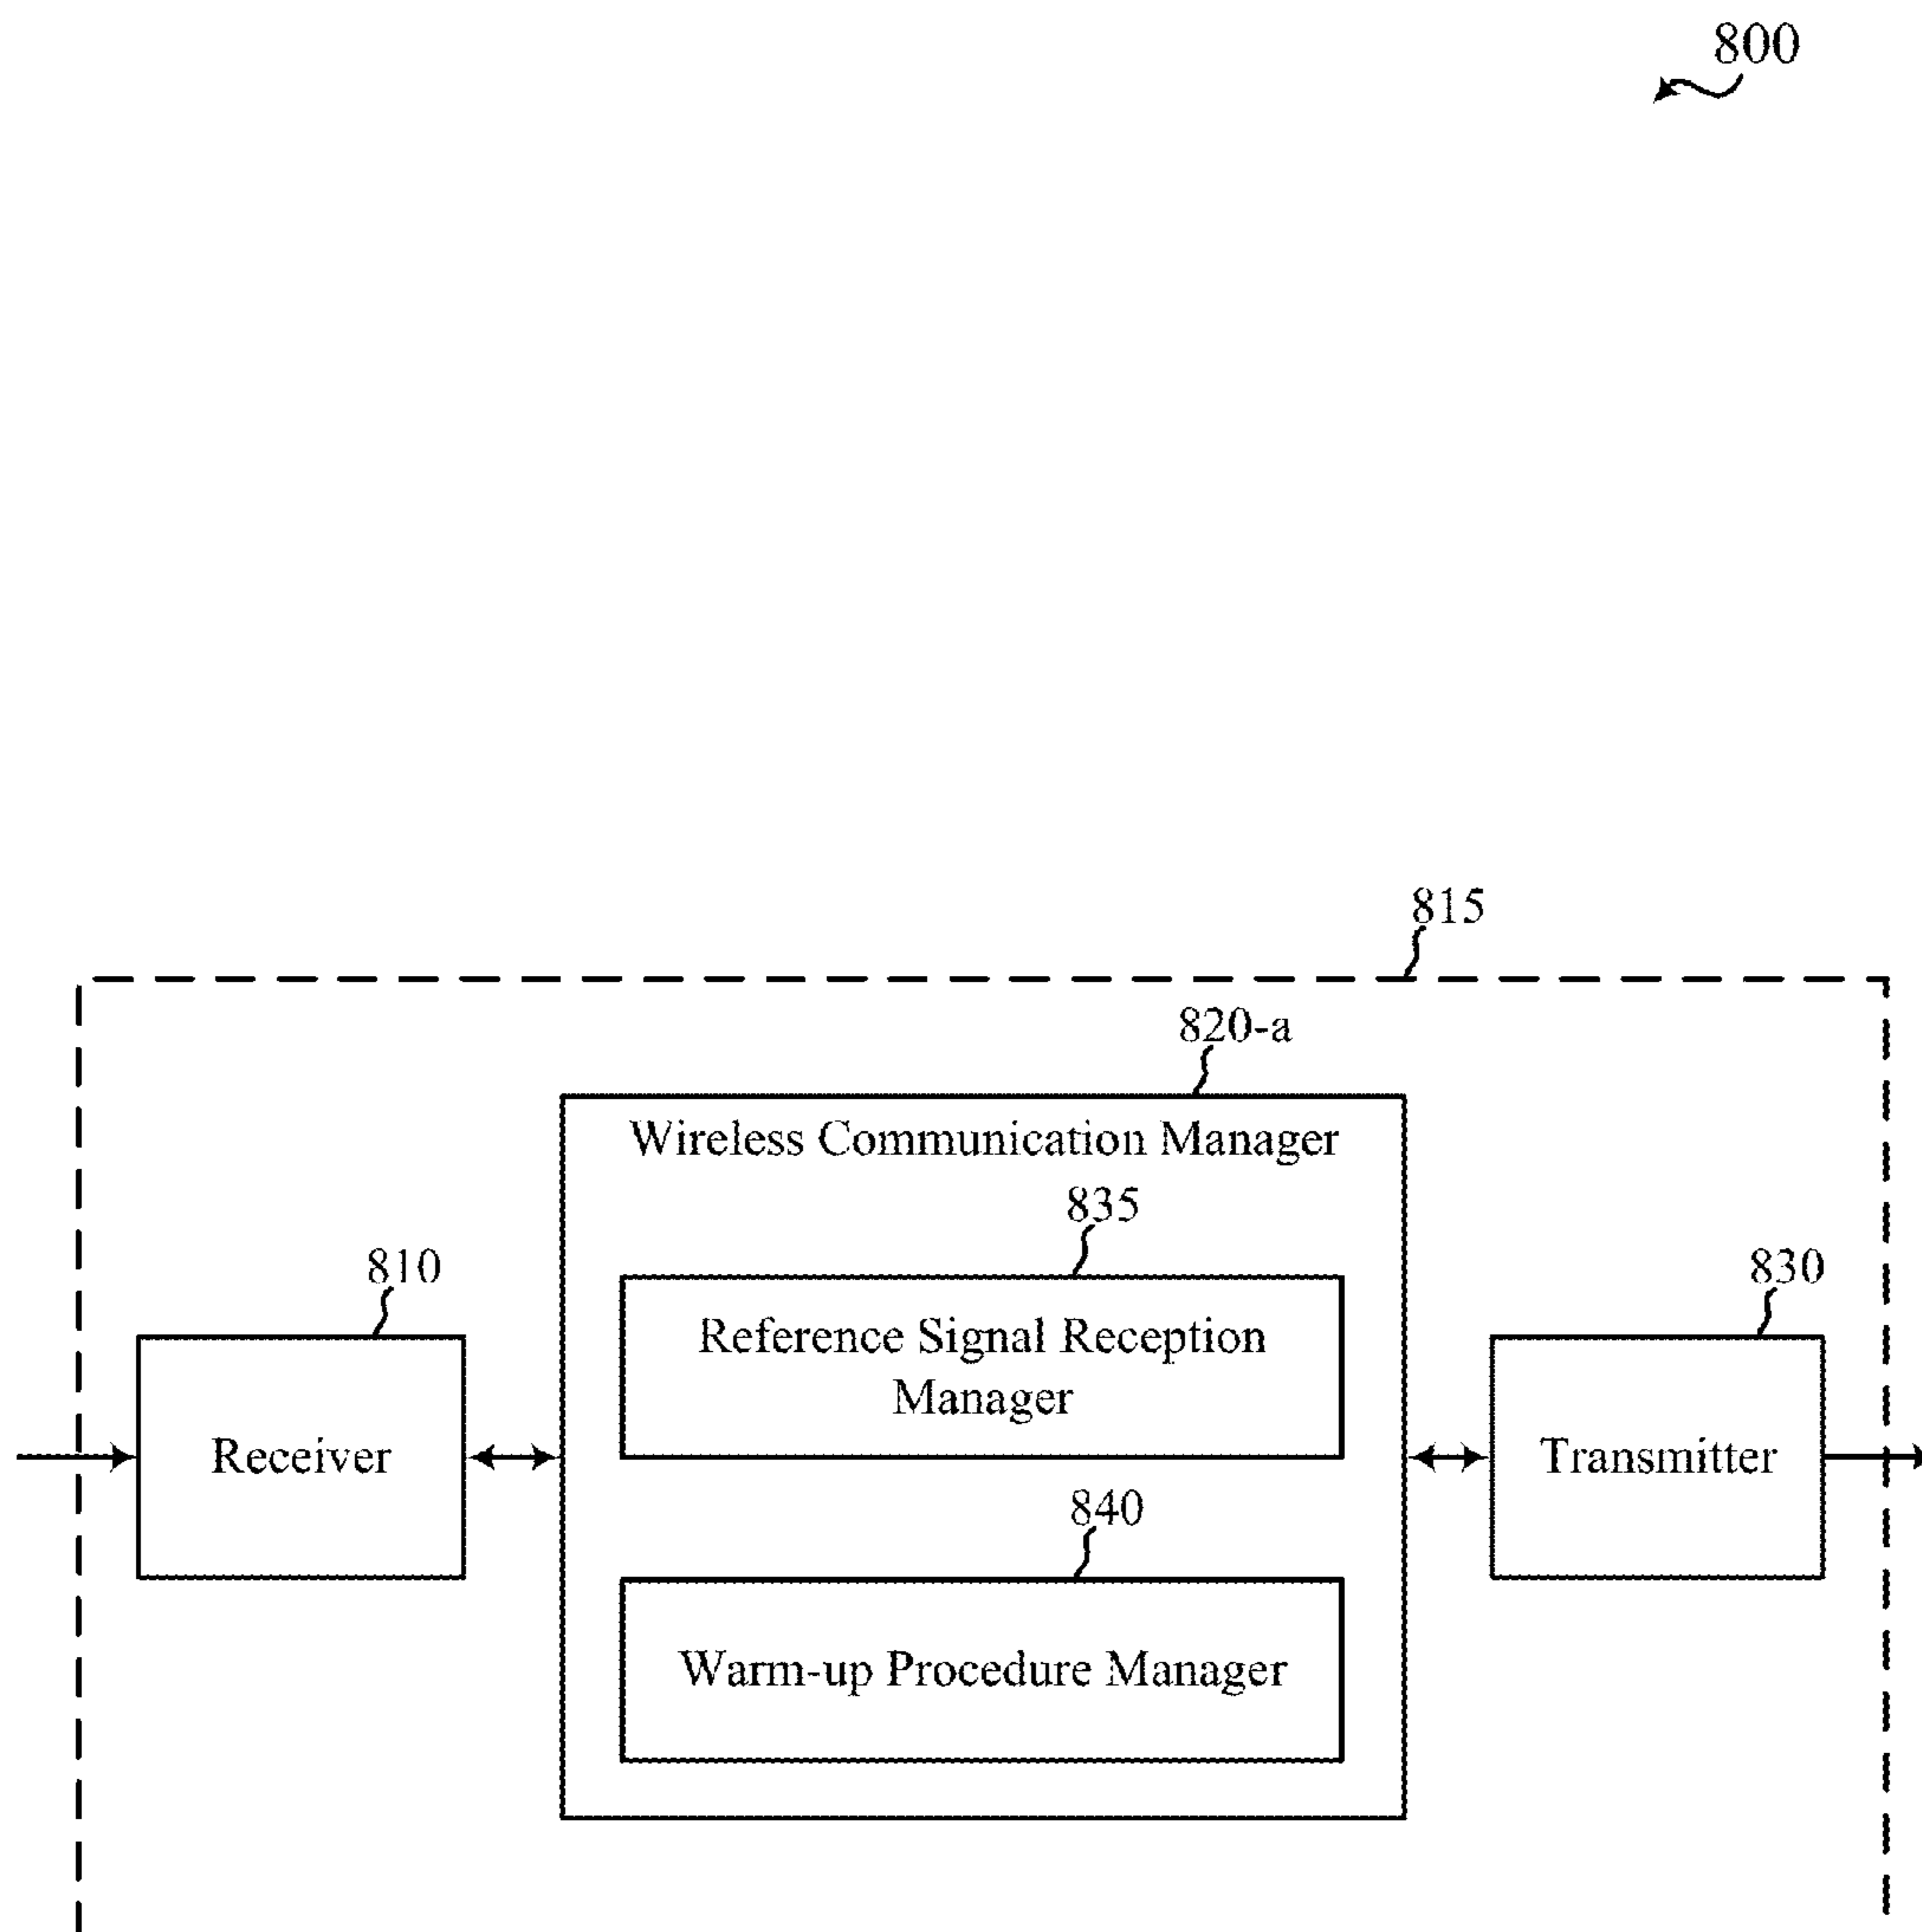 800
815
820-a
Wireless Communication Manager
835
810
830
Reference Signal Reception
Manager
Receiver
Transmitter
840
Warm-up Procedure Manager